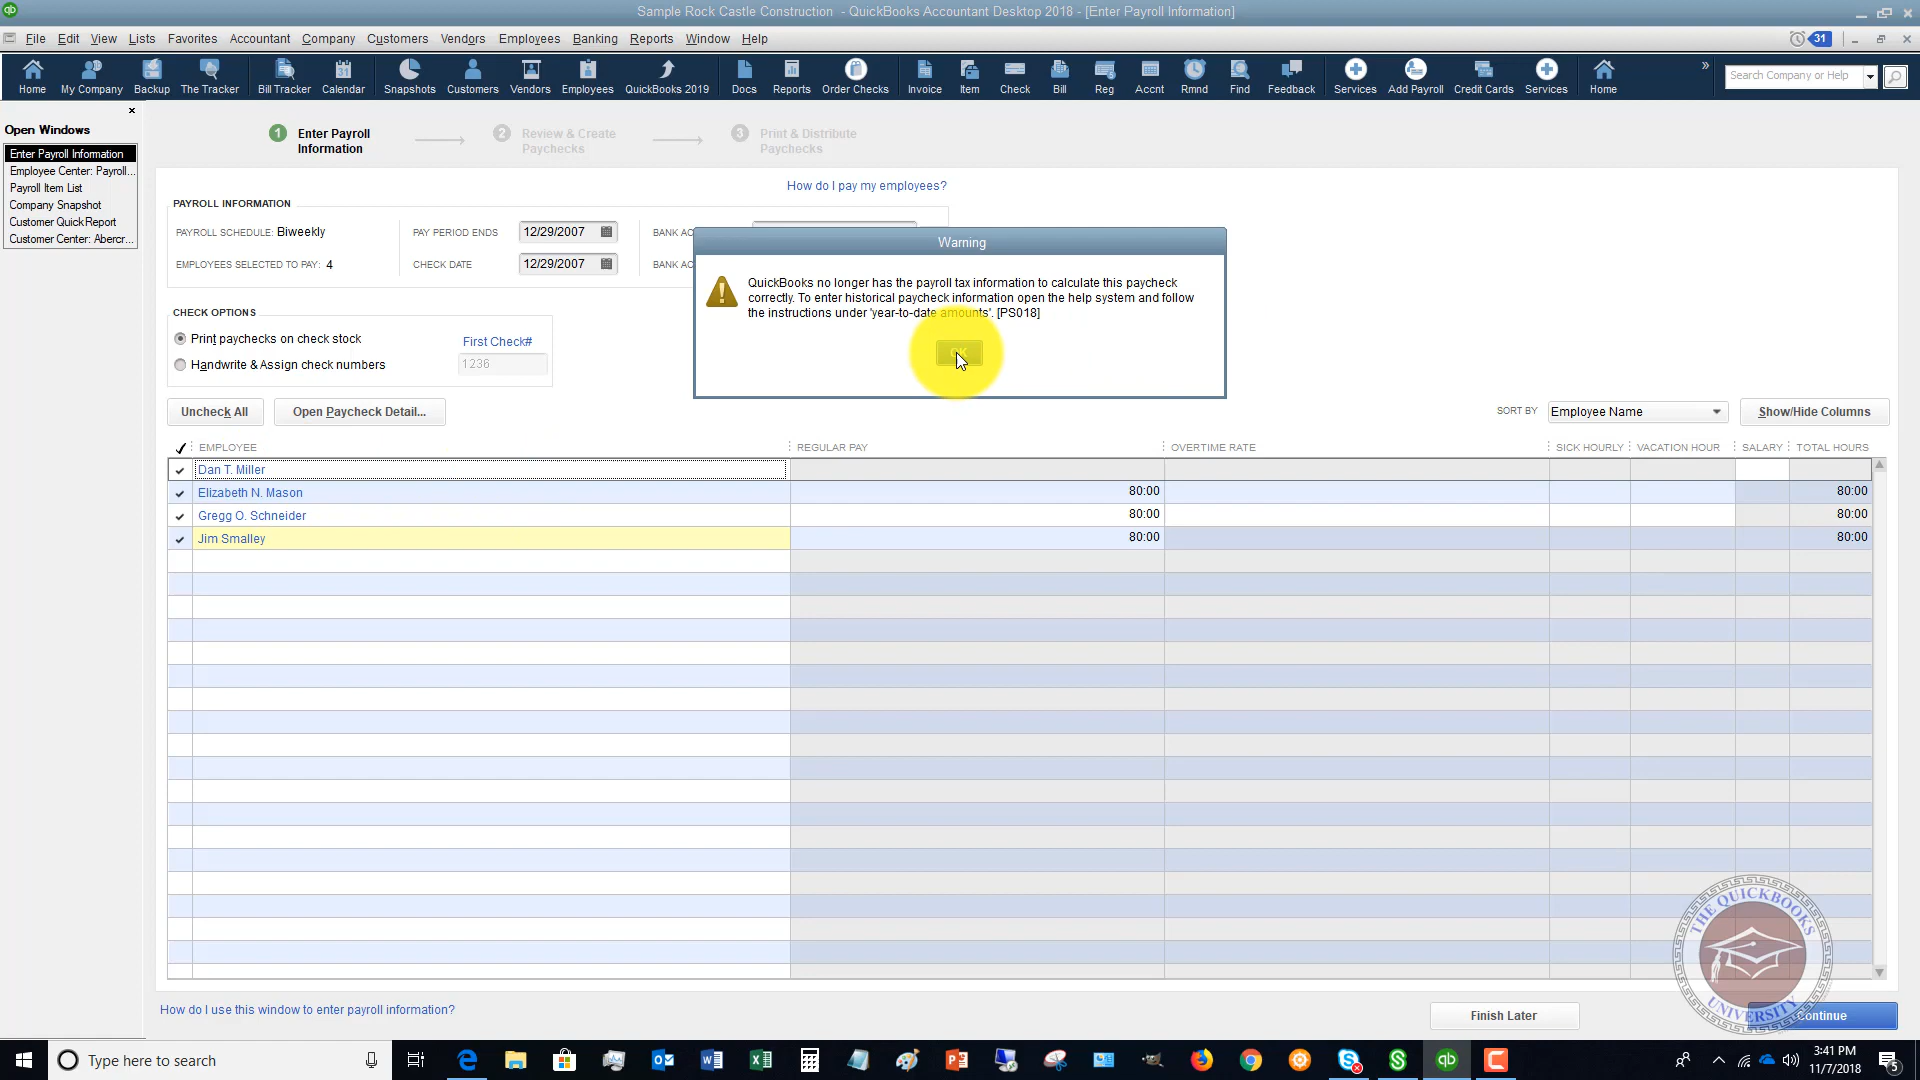 Sample Rock Castle Construction - QuickBooks Accountant Desktop 2018 - [Enter Payroll Information]
File Edit View Lists Favorites Accountant Company Customers Vendors Employees Banking Reports Window Help
31
Home My Company Backup The Tracker Bill Tracker Calendar Snapshots Customers Vendors Employees QuickBooks 2019 Docs Reports Order Checks Invoice Item Check Bill Reg Accnt Rmnd Find Feedback Services Add Payroll Credit Cards Services Home
Search Company or Help
Open Windows
Enter Payroll Information
Employee Center: Payroll...
Payroll Item List
Company Snapshot
Customer QuickReport
Customer Center: Abercr...
1 Enter Payroll Information
2 Review & Create Paychecks
3 Print & Distribute Paychecks
How do I pay my employees?
PAYROLL INFORMATION
PAYROLL SCHEDULE: Biweekly
PAY PERIOD ENDS 12/29/2007
BANK AC
EMPLOYEES SELECTED TO PAY: 4
CHECK DATE 12/29/2007
BANK AC
Warning
QuickBooks no longer has the payroll tax information to calculate this paycheck
correctly. To enter historical paycheck information open the help system and follow
the instructions under 'year-to-date amounts'. [PS018]
OK
CHECK OPTIONS
Print paychecks on check stock
First Check#
Handwrite & Assign check numbers
1236
Uncheck All
Open Paycheck Detail...
SORT BY Employee Name
Show/Hide Columns
EMPLOYEE REGULAR PAY OVERTIME RATE SICK HOURLY VACATION HOUR SALARY TOTAL HOURS
Dan T. Miller
Elizabeth N. Mason 80:00 80:00
Gregg O. Schneider 80:00 80:00
Jim Smalley 80:00 80:00
THE QUICKBOOKS UNIVERSITY
How do I use this window to enter payroll information?
Finish Later
Continue
Type here to search
3:41 PM
11/7/2018
5